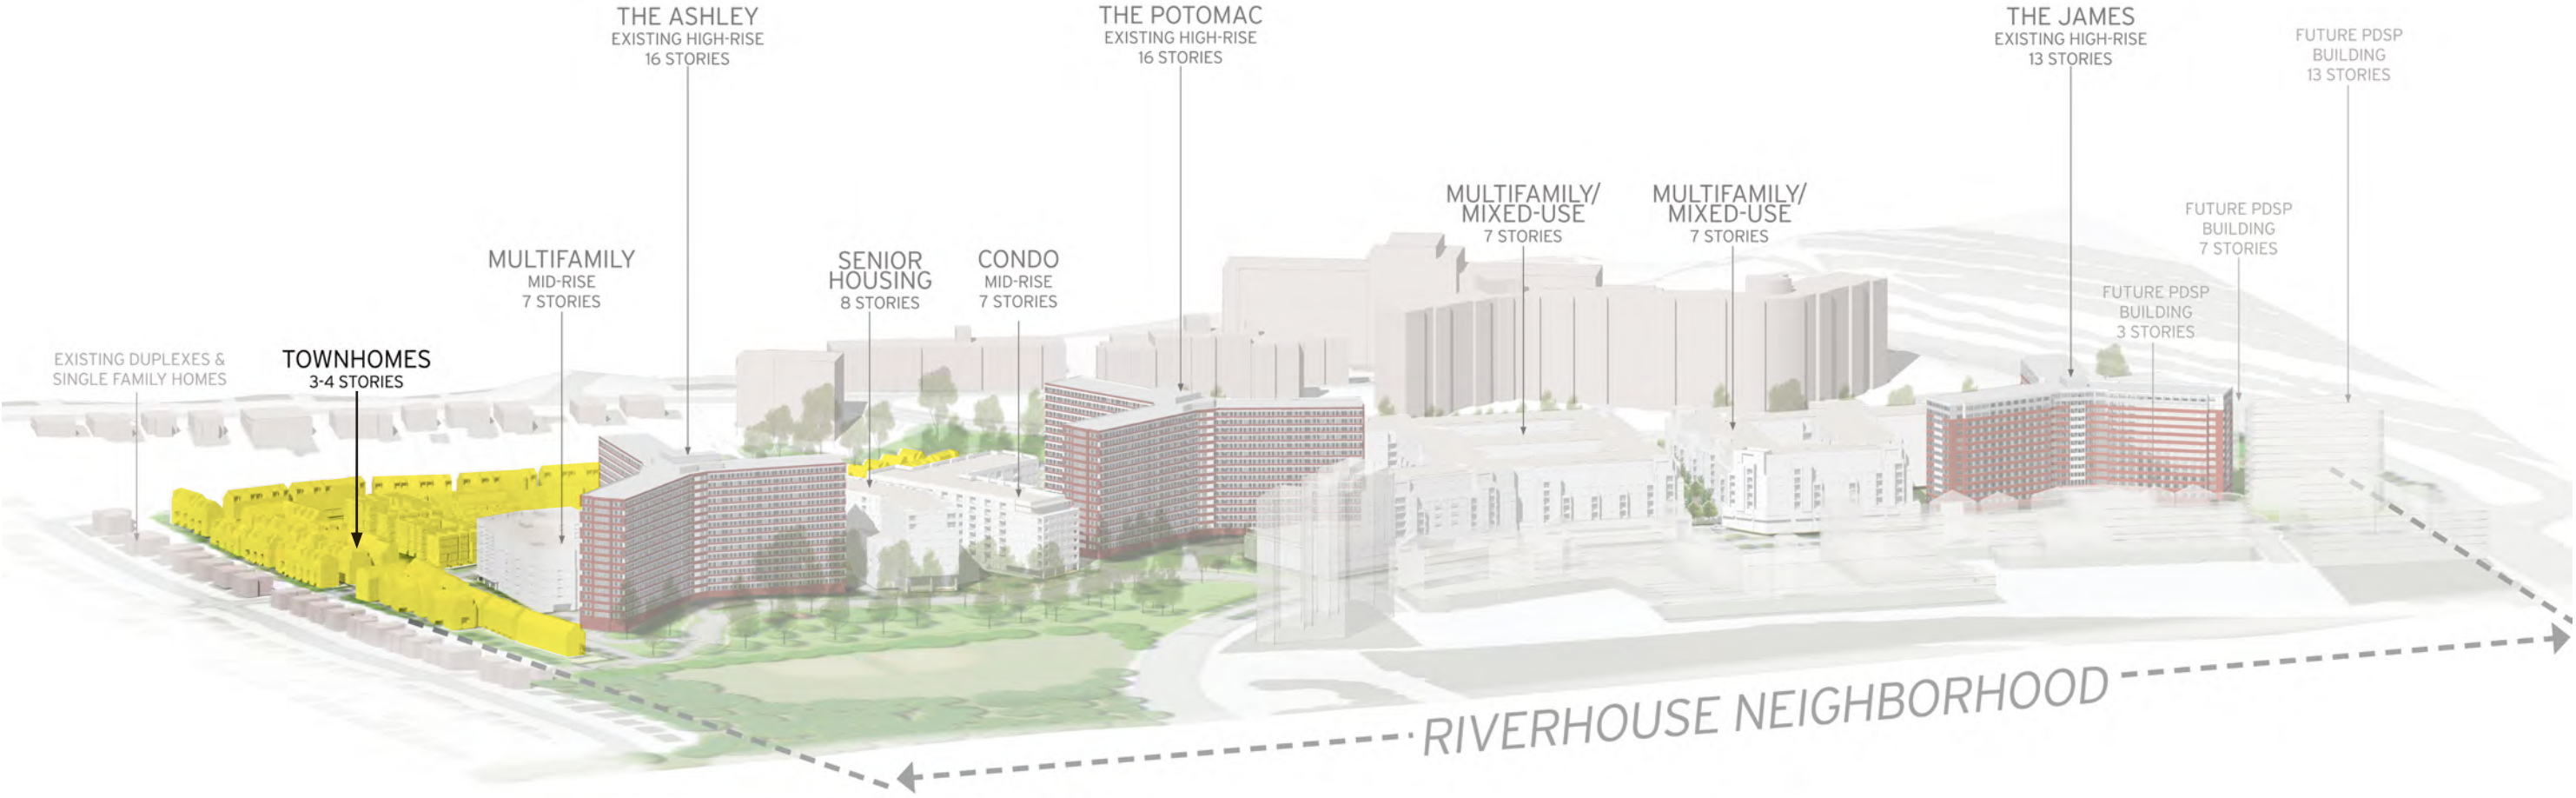 THE ASHLEY
EXISTING HIGH-RISE
16 STORIES
THE POTOMAC
EXISTING HIGH-RISE
16 STORIES
THE JAMES
EXISTING HIGH-RISE
13 STORIES
FUTURE PDSP
BUILDING
13 STORIES
MULTIFAMILY/
MIXED-USE
7 STORIES
MULTIFAMILY/
MIXED-USE
7 STORIES
FUTURE PDSP
BUILDING
7 STORIES
MULTIFAMILY
MID-RISE
7 STORIES
SENIOR
HOUSING
8 STORIES
CONDO
MID-RISE
7 STORIES
FUTURE PDSP
BUILDING
3 STORIES
EXISTING DUPLEXES &
SINGLE FAMILY HOMES
TOWNHOMES
3-4 STORIES
RIVERHOUSE NEIGHBORHOOD